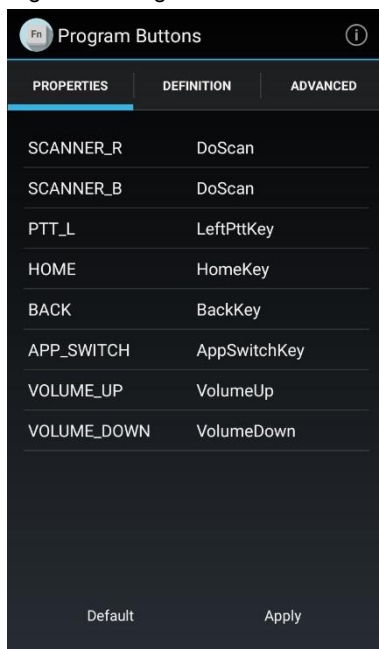 Fn Program Buttons
PROPERTIES DEFINITION ADVANCED
SCANNER_R DoScan
SCANNER_B DoScan
PTT_L LeftPttKey
HOME HomeKey
BACK BackKey
APP_SWITCH AppSwitchKey
VOLUME_UP VolumeUp
VOLUME_DOWN VolumeDown
Default Apply